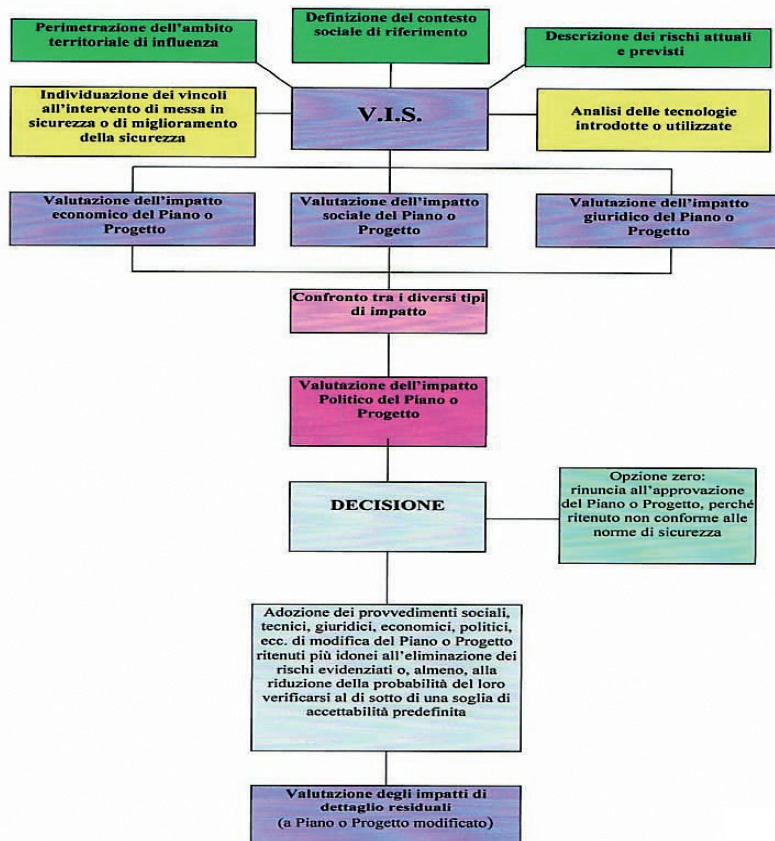 Perimetrazione dell'ambito
territoriale di influenza
Definizione del contesto
sociale di riferimento
Descrizione dei rischi attuali
e previsti
Individuazione dei vincoli
all'intervento di messa in
sicurezza o di miglioramento
della sicurezza
V.I.S.
Analisi delle tecnologie
introdotte o utilizzate
Valutazione dell'impatto
economico del Piano o
Progetto
Valutazione dell'impatto
sociale del Piano o
Progetto
Valutazione dell'impatto
giuridico del Piano o
Progetto
Confronto tra i diversi tipi
di impatto
Valutazione dell'impatto
Politico del Piano o
Progetto
DECISIONE
Opzione zero:
rinuncia all'approvazione
del Piano o Progetto, perché
ritenuto non conforme alle
norme di sicurezza
Adozione dei provvedimenti sociali,
tecnici, giuridici, economici, politici,
ecc. di modifica del Piano o Progetto
ritenuti più idonei all'eliminazione dei
rischi evidenziati o, almeno, alla
riduzione della probabilità del loro
verificarsi al di sotto di una soglia di
accettabilità predefinita
Valutazione degli impatti di
dettaglio residuali
(a Piano o Progetto modificato)